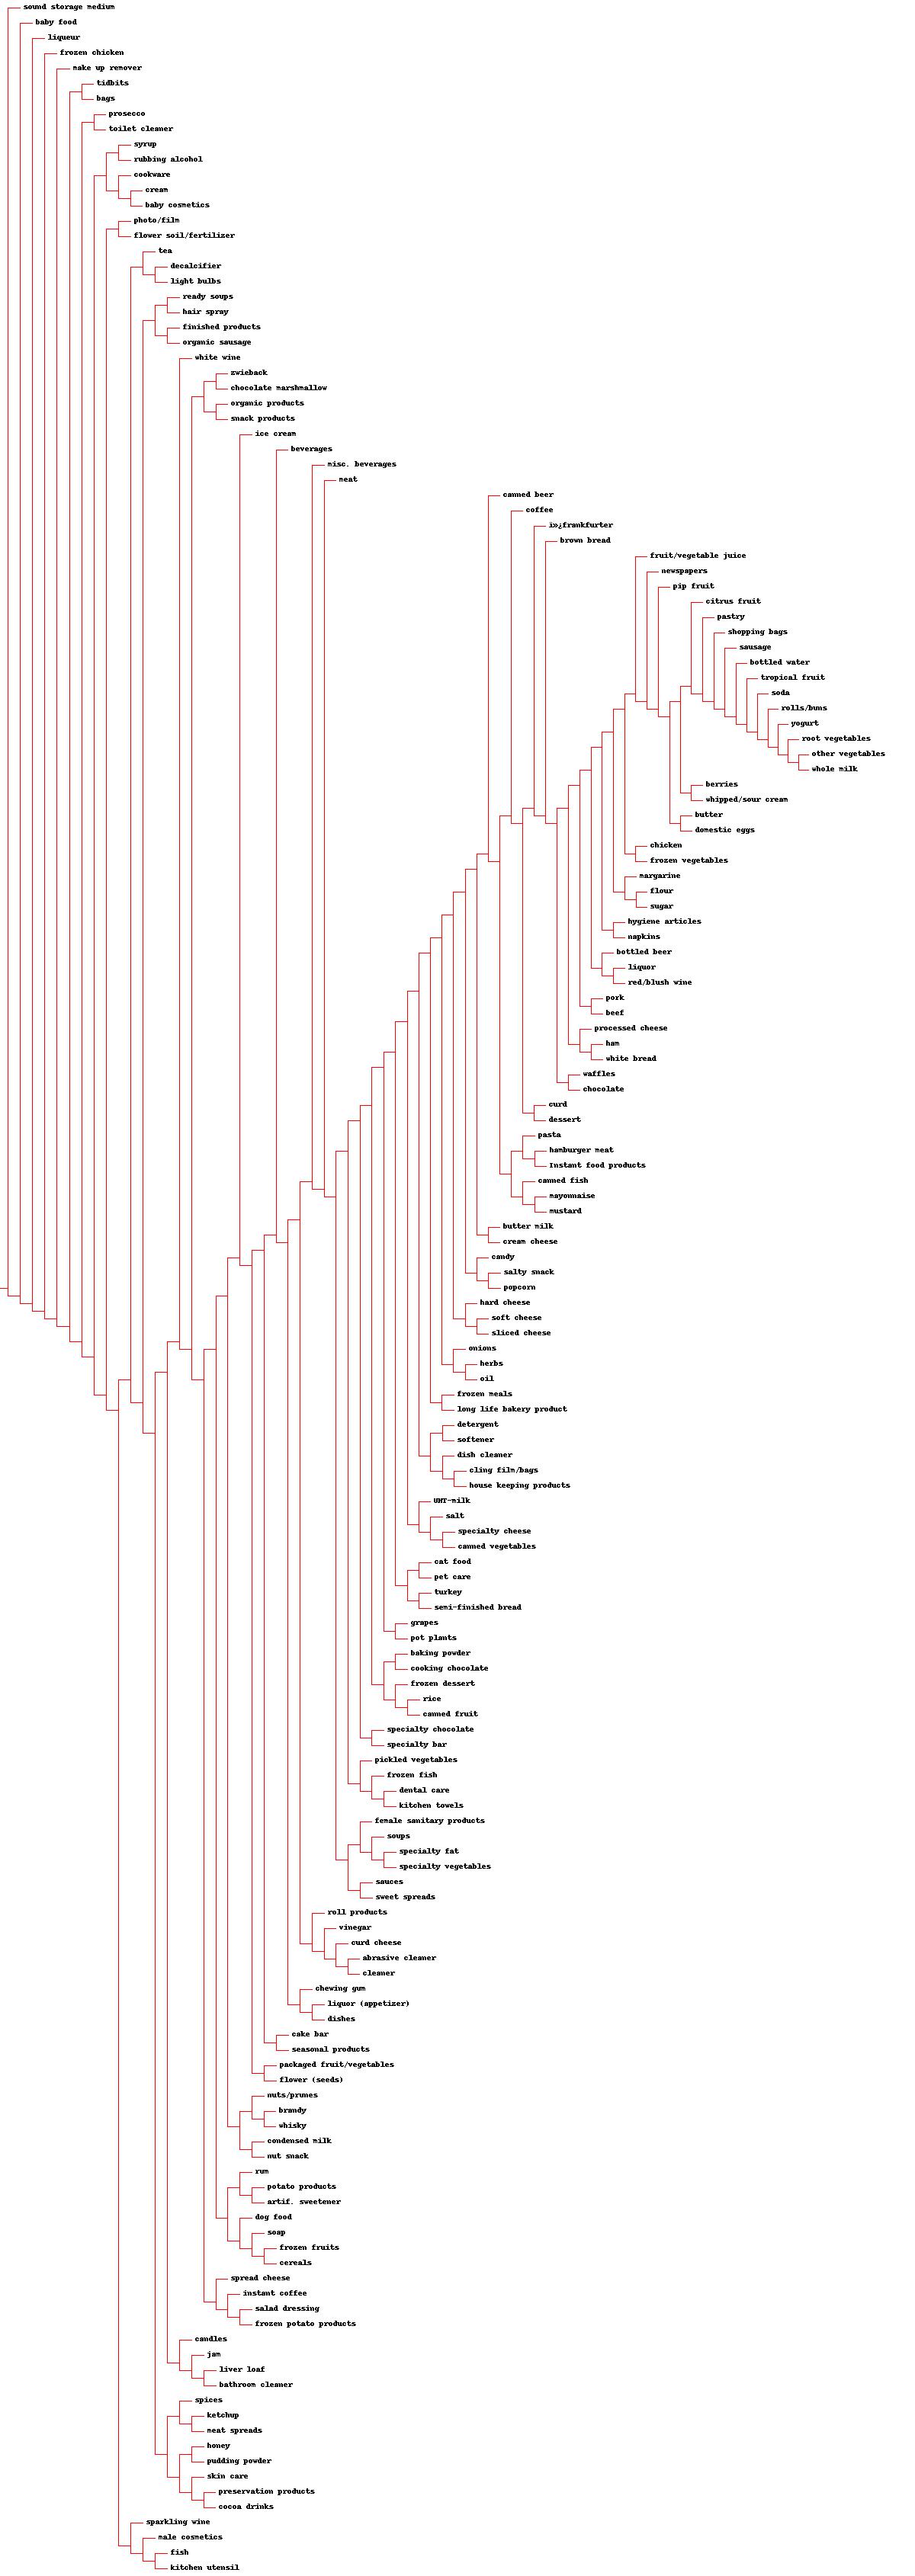 sound storage medium
baby food
liqueur
frozen chicken
make up remover
tidbits
bags
prosecco
toilet cleaner
syrup
rubbing alcohol
cookware
cream
baby cosmetics
photo/film
flower soil/fertilizer
tea
decalcifier
light bulbs
ready soups
hair spray
finished products
organic sausage
white wine
zwieback
chocolate marshmallow
organic products
snack products
ice cream
beverages
misc. beverages
meat
canned beer
coffee
ï»¿frankfurter
brown bread
fruit/vegetable juice
newspapers
pip fruit
citrus fruit
pastry
shopping bags
sausage
bottled water
tropical fruit
soda
rolls/buns
yogurt
root vegetables
other vegetables
whole milk
berries
whipped/sour cream
butter
domestic eggs
chicken
frozen vegetables
margarine
flour
sugar
hygiene articles
napkins
bottled beer
liquor
red/blush wine
pork
beef
processed cheese
ham
white bread
waffles
chocolate
curd
dessert
pasta
hamburger meat
Instant food products
canned fish
mayonnaise
mustard
butter milk
cream cheese
candy
salty snack
popcorn
hard cheese
soft cheese
sliced cheese
onions
herbs
oil
frozen meals
long life bakery product
detergent
softener
dish cleaner
cling film/bags
house keeping products
UHT-milk
salt
specialty cheese
canned vegetables
cat food
pet care
turkey
semi-finished bread
grapes
pot plants
baking powder
cooking chocolate
frozen dessert
rice
canned fruit
specialty chocolate
specialty bar
pickled vegetables
frozen fish
dental care
kitchen towels
female sanitary products
soups
specialty fat
specialty vegetables
sauces
sweet spreads
roll products
vinegar
curd cheese
abrasive cleaner
cleaner
chewing gum
liquor (appetizer)
dishes
cake bar
seasonal products
packaged fruit/vegetables
flower (seeds)
nuts/prunes
brandy
whisky
condensed milk
nut snack
rum
potato products
artif. sweetener
dog food
soap
frozen fruits
cereals
spread cheese
instant coffee
salad dressing
frozen potato products
candles
jam
liver loaf
bathroom cleaner
spices
ketchup
meat spreads
honey
pudding powder
skin care
preservation products
cocoa drinks
sparkling wine
male cosmetics
fish
kitchen utensil